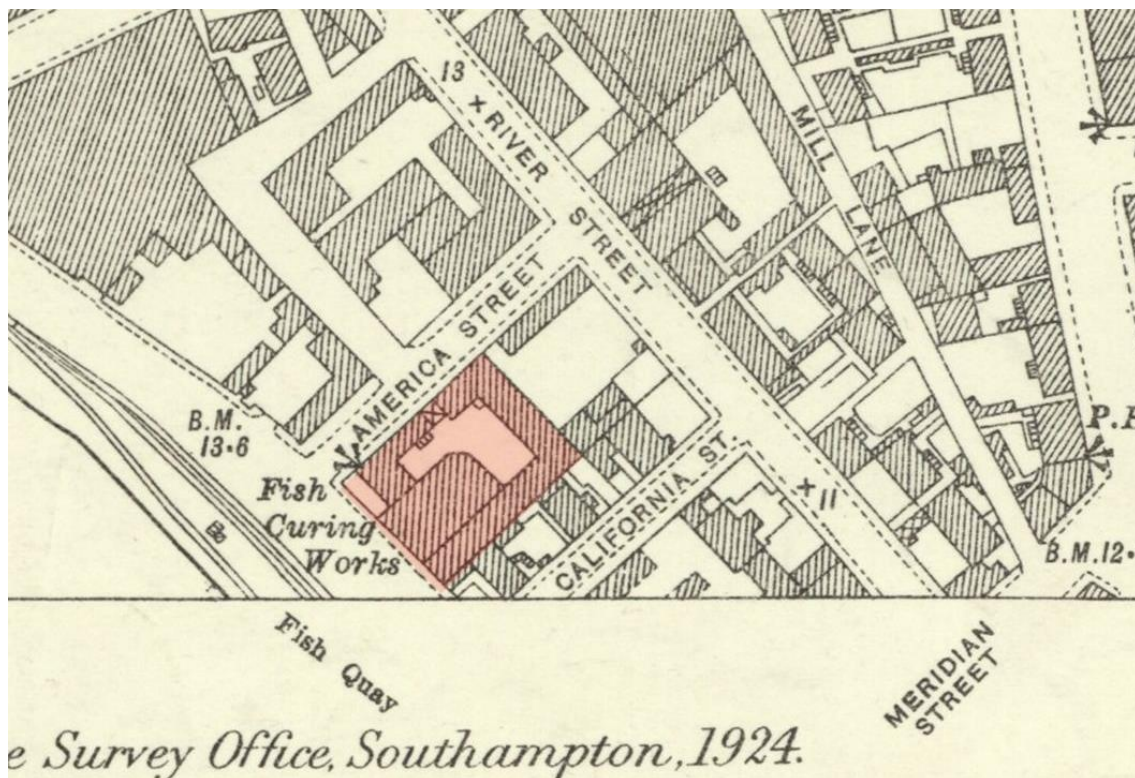 13
RIVER
STREET
MILL
LANE
AMERICA STREET
B.M.
13·6
Fish
Curing
Works
CALIFORNIA ST.
11
P.
B.M. 12·
Fish Quay
MERIDIAN
STREET
e Survey Office, Southampton, 1924.